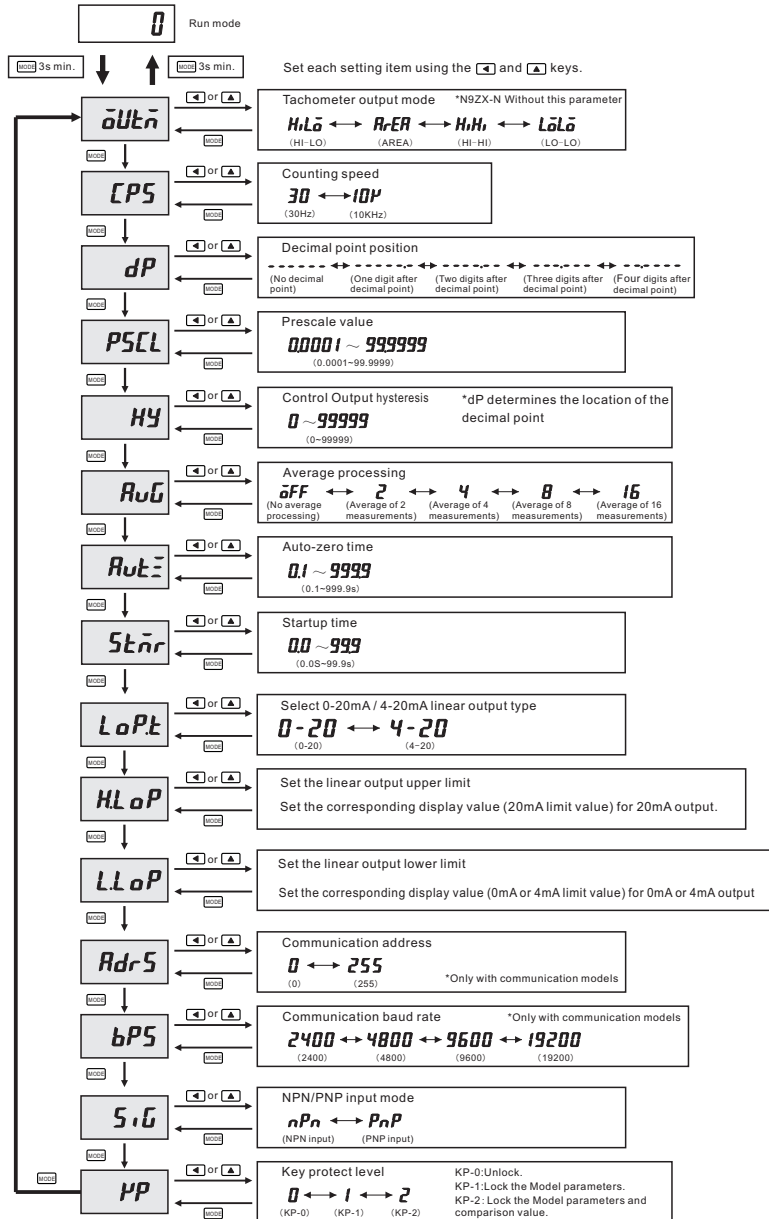 0 Run mode
MODE 3s min. MODE 3s min. Set each setting item using the ◀ and ▲ keys.
oUtm
◀ or ▲
MODE
Tachometer output mode *N9ZX-N Without this parameter
HiLo ↔ ArEA ↔ HiHi ↔ LoLo
(HI-LO) (AREA) (HI-HI) (LO-LO)
MODE
CPS
◀ or ▲
MODE
Counting speed
30 ↔ 10K
(30Hz) (10KHz)
MODE
dP
◀ or ▲
MODE
Decimal point position
----- ↔ ----.- ↔ ---.-- ↔ --.--- ↔ -.----
(No decimal point) (One digit after decimal point) (Two digits after decimal point) (Three digits after decimal point) (Four digits after decimal point)
MODE
PSCL
◀ or ▲
MODE
Prescale value
0.0001 ~ 99.9999
(0.0001~99.9999)
MODE
HY
◀ or ▲
MODE
Control Output hysteresis *dP determines the location of the
decimal point
0 ~ 99999
(0~99999)
MODE
AvG
◀ or ▲
MODE
Average processing
oFF ↔ 2 ↔ 4 ↔ 8 ↔ 16
(No average processing) (Average of 2 measurements) (Average of 4 measurements) (Average of 8 measurements) (Average of 16 measurements)
MODE
AutZ
◀ or ▲
MODE
Auto-zero time
0.1 ~ 999.9
(0.1~999.9s)
MODE
Stmr
◀ or ▲
MODE
Startup time
0.0 ~ 99.9
(0.0S~99.9s)
MODE
LoP.t
◀ or ▲
MODE
Select 0-20mA / 4-20mA linear output type
0-20 ↔ 4-20
(0-20) (4-20)
MODE
H.LoP
◀ or ▲
MODE
Set the linear output upper limit
Set the corresponding display value (20mA limit value) for 20mA output.
MODE
L.LoP
◀ or ▲
MODE
Set the linear output lower limit
Set the corresponding display value (0mA or 4mA limit value) for 0mA or 4mA output
MODE
AdrS
◀ or ▲
MODE
Communication address
0 ↔ 255
(0) (255) *Only with communication models
MODE
bPS
◀ or ▲
MODE
Communication baud rate *Only with communication models
2400 ↔ 4800 ↔ 9600 ↔ 19200
(2400) (4800) (9600) (19200)
MODE
SiG
◀ or ▲
MODE
NPN/PNP input mode
nPn ↔ PnP
(NPN input) (PNP input)
MODE
MODE
KP
◀ or ▲
MODE
Key protect level
0 ↔ 1 ↔ 2
(KP-0) (KP-1) (KP-2)
KP-0:Unlock.
KP-1:Lock the Model parameters.
KP-2: Lock the Model parameters and
comparison value.